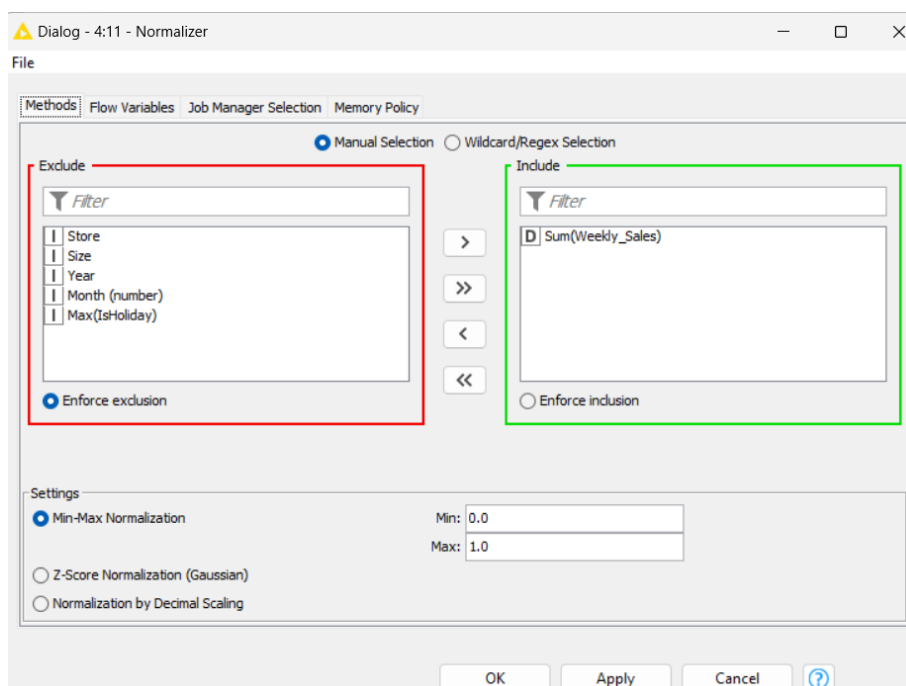 Dialog - 4:11 - Normalizer
File
Methods Flow Variables Job Manager Selection Memory Policy
Manual Selection Wildcard/Regex Selection
Exclude
Filter
I Store
I Size
I Year
I Month (number)
I Max(IsHoliday)
Enforce exclusion
>
>>
<
<<
Include
Filter
D Sum(Weekly_Sales)
Enforce inclusion
Settings
Min-Max Normalization Min: 0.0
Max: 1.0
Z-Score Normalization (Gaussian)
Normalization by Decimal Scaling
OK Apply Cancel ?